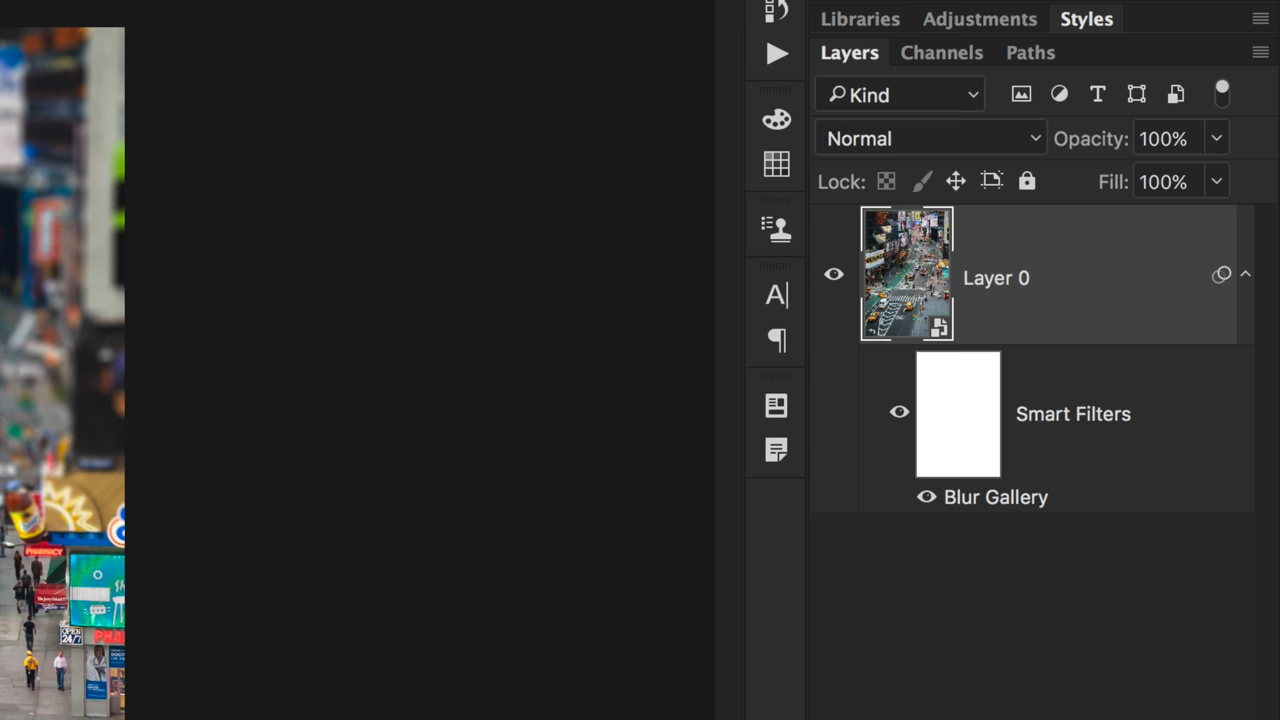 Libraries
Adjustments
Styles
Layers
Channels
Paths
Kind
Normal
Opacity: 100%
Lock:
Fill: 100%
Layer 0
Smart Filters
Blur Gallery
PHARMACY
OPEN
24/7
PHA